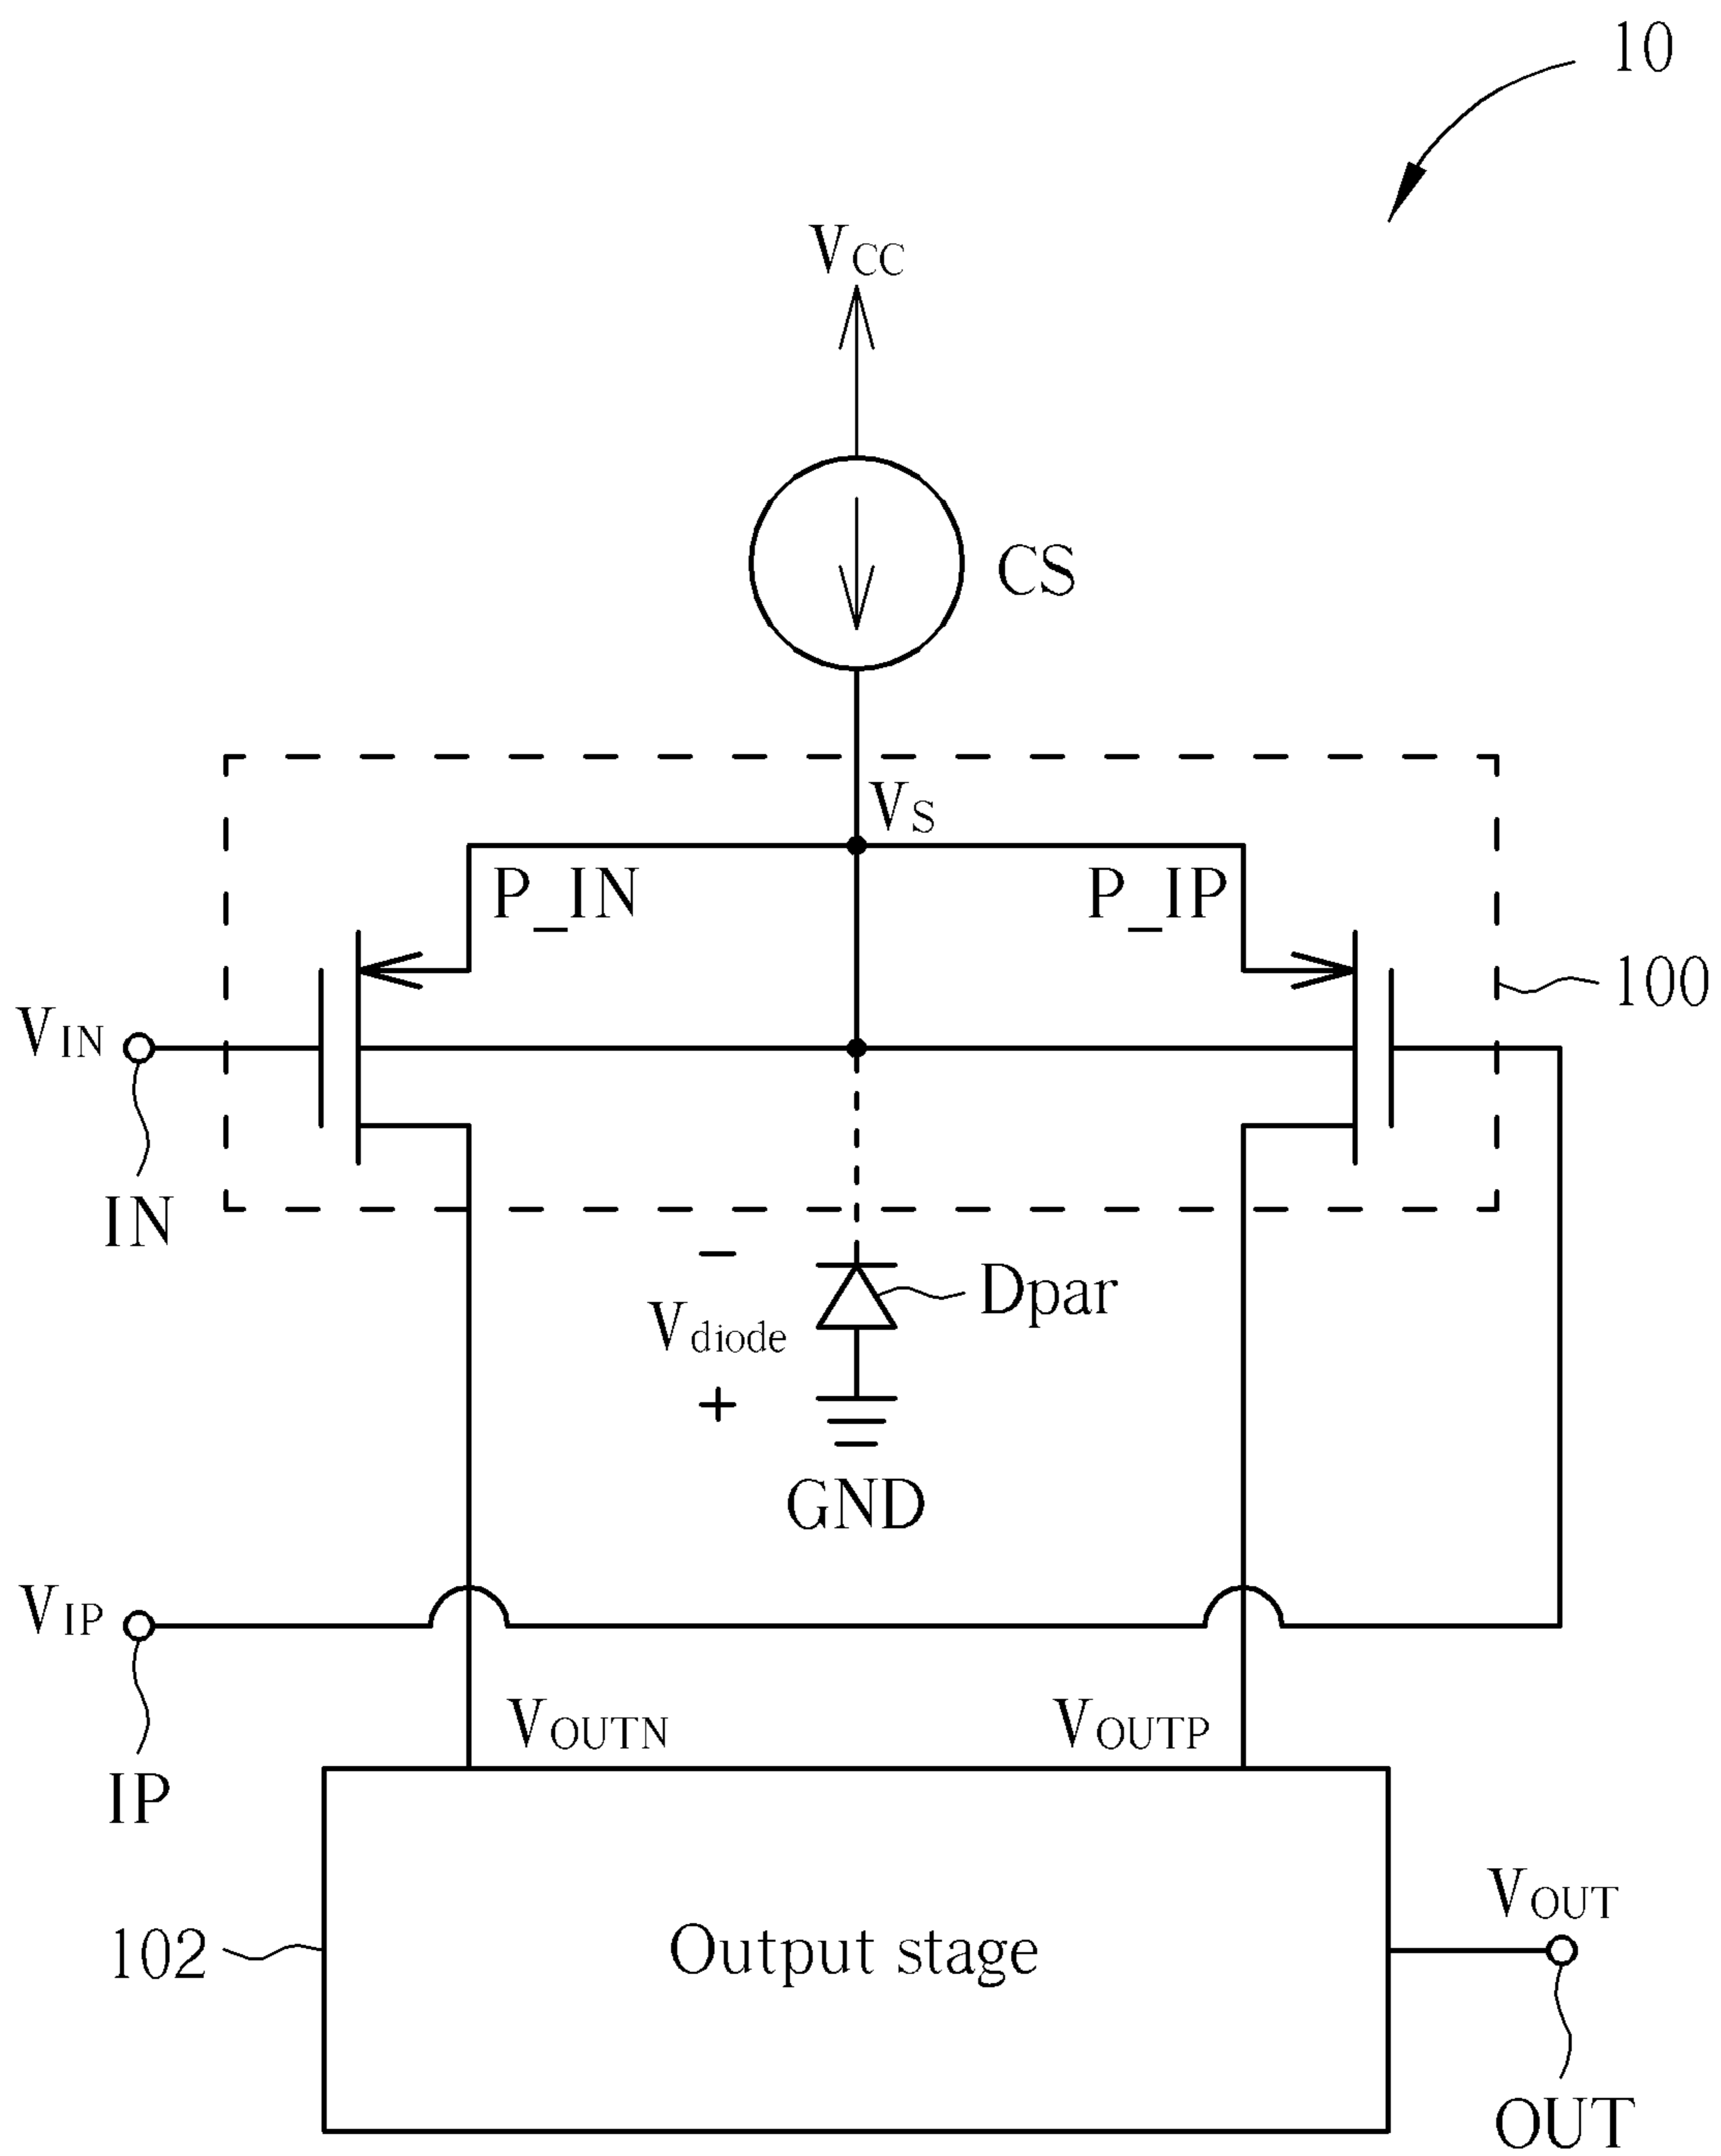 10
VCC
CS
VS
P_IN
P_IP
100
VIN
IN
−
Dpar
Vdiode
+
GND
VIP
IP
VOUTN
VOUTP
VOUT
102
Output stage
OUT